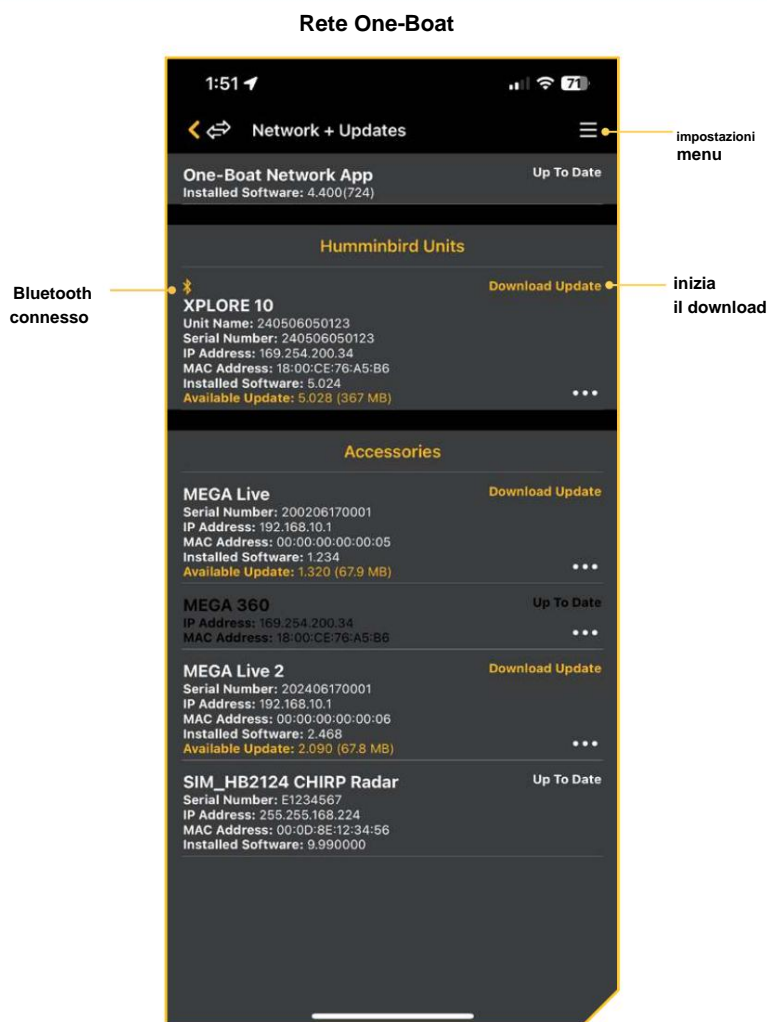 Rete One-Boat
1:51
71
Network + Updates
impostazioni
menu
One-Boat Network App
Up To Date
Installed Software: 4.400(724)
Humminbird Units
Bluetooth
connesso
Download Update
inizia
il download
XPLORE 10
Unit Name: 240506050123
Serial Number: 240506050123
IP Address: 169.254.200.34
MAC Address: 18:00:CE:76:A5:B6
Installed Software: 5.024
Available Update: 5.028 (367 MB)
Accessories
MEGA Live
Download Update
Serial Number: 200206170001
IP Address: 192.168.10.1
MAC Address: 00:00:00:00:00:05
Installed Software: 1.234
Available Update: 1.320 (67.9 MB)
MEGA 360
Up To Date
IP Address: 169.254.200.34
MAC Address: 18:00:CE:76:A5:B6
MEGA Live 2
Download Update
Serial Number: 202406170001
IP Address: 192.168.10.1
MAC Address: 00:00:00:00:00:06
Installed Software: 2.468
Available Update: 2.090 (67.8 MB)
SIM_HB2124 CHIRP Radar
Up To Date
Serial Number: E1234567
IP Address: 255.255.168.224
MAC Address: 00:0D:8E:12:34:56
Installed Software: 9.990000